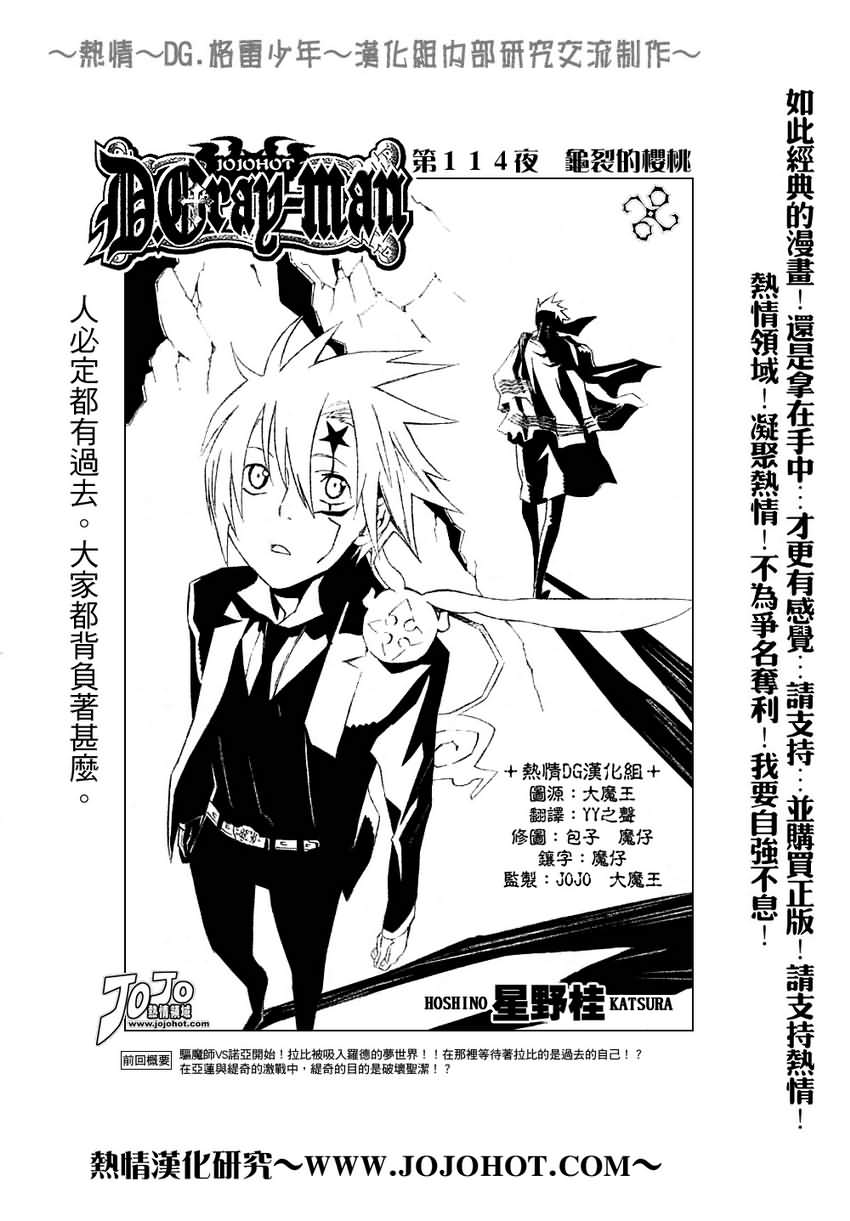 ～熱情～DG.格雷少年～漢化組內部研究交流制作～
JOJOHOT
D.Gray-man
第114夜　龜裂的櫻桃
如此經典的漫畫！還是拿在手中…才更有感覺…請支持…並購買正版！請支持熱情！
熱情領域！凝聚熱情！不為爭名奪利！我要自強不息！
人必定都有過去。大家都背負著甚麼。
＋熱情DG漢化組＋
圖源：大魔王
翻譯：YY之聲
修圖：包子　魔仔
鑲字：魔仔
監製：JOJO　大魔王
HOSHINO 星野桂 KATSURA
JOJO
熱情領域
www.jojohot.com
前回概要
驅魔師VS諾亞開始！拉比被吸入羅德的夢世界！！在那裡等待著拉比的是過去的自己！？
在亞蓮與緹奇的激戰中，緹奇的目的是破壞聖潔！？
熱情漢化研究～WWW.JOJOHOT.COM～